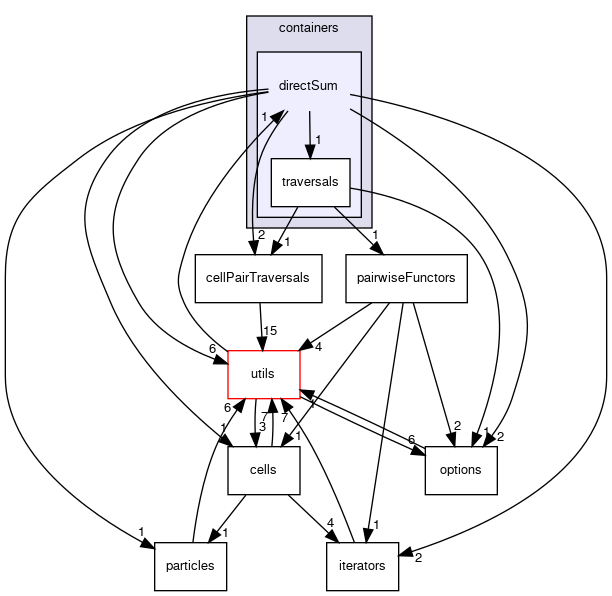 containers
directSum
1
1
traversals
2
1
1
cellPairTraversals
pairwiseFunctors
15
6
4
utils
6
1
3
7
7
1
1
2
6
1
2
cells
options
1
1
4
1
2
particles
iterators